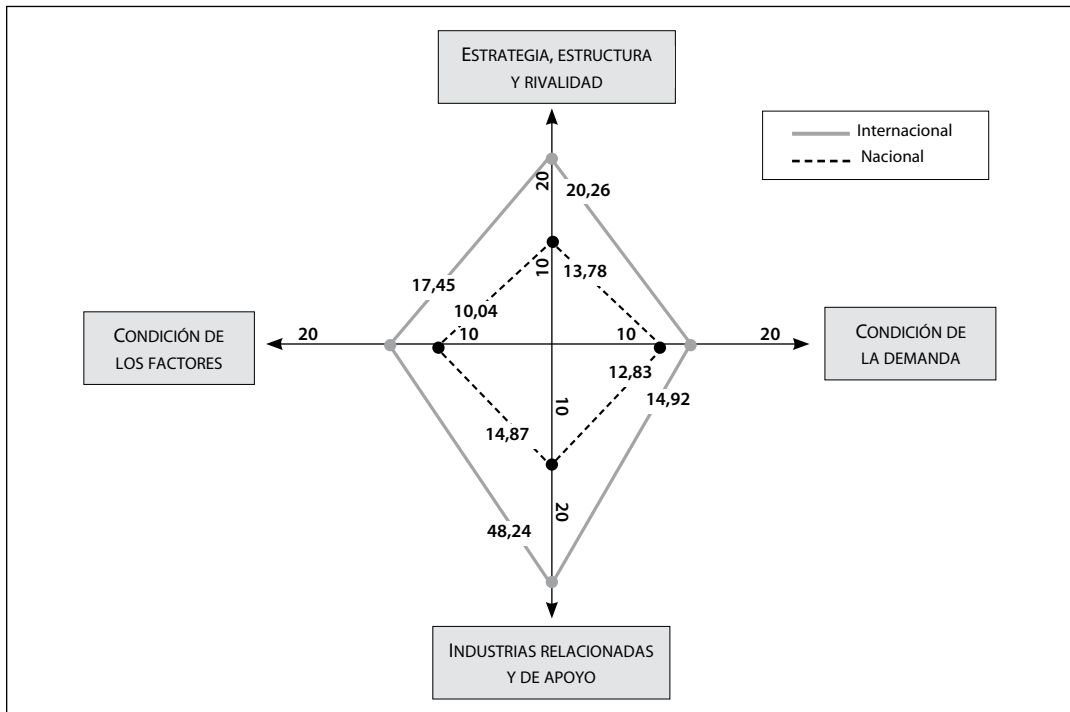 ESTRATEGIA, ESTRUCTURA
Y RIVALIDAD
Internacional
Nacional
20
20,26
10
13,78
17,45
10,04
CONDICIÓN DE
LOS FACTORES
20
10
10
20
CONDICIÓN DE
LA DEMANDA
12,83
14,92
10
14,87
20
48,24
INDUSTRIAS RELACIONADAS
Y DE APOYO